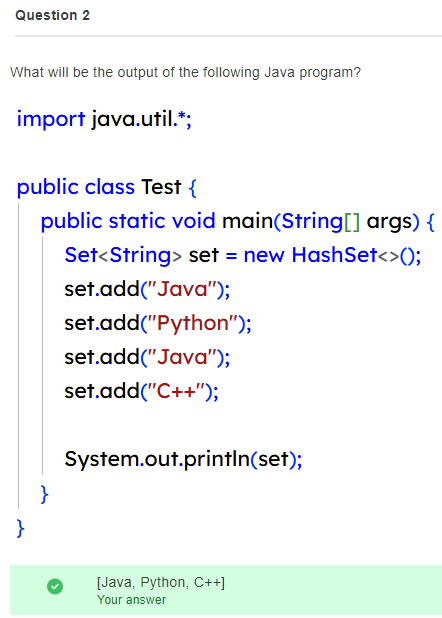 Question 2
What will be the output of the following Java program?
import java.util.*;
public class Test {
public static void main(String[] args) {
Set<String> set = new HashSet<>();
set.add("Java");
set.add("Python");
set.add("Java");
set.add("C++");
System.out.println(set);
}
}
[Java, Python, C++]
Your answer